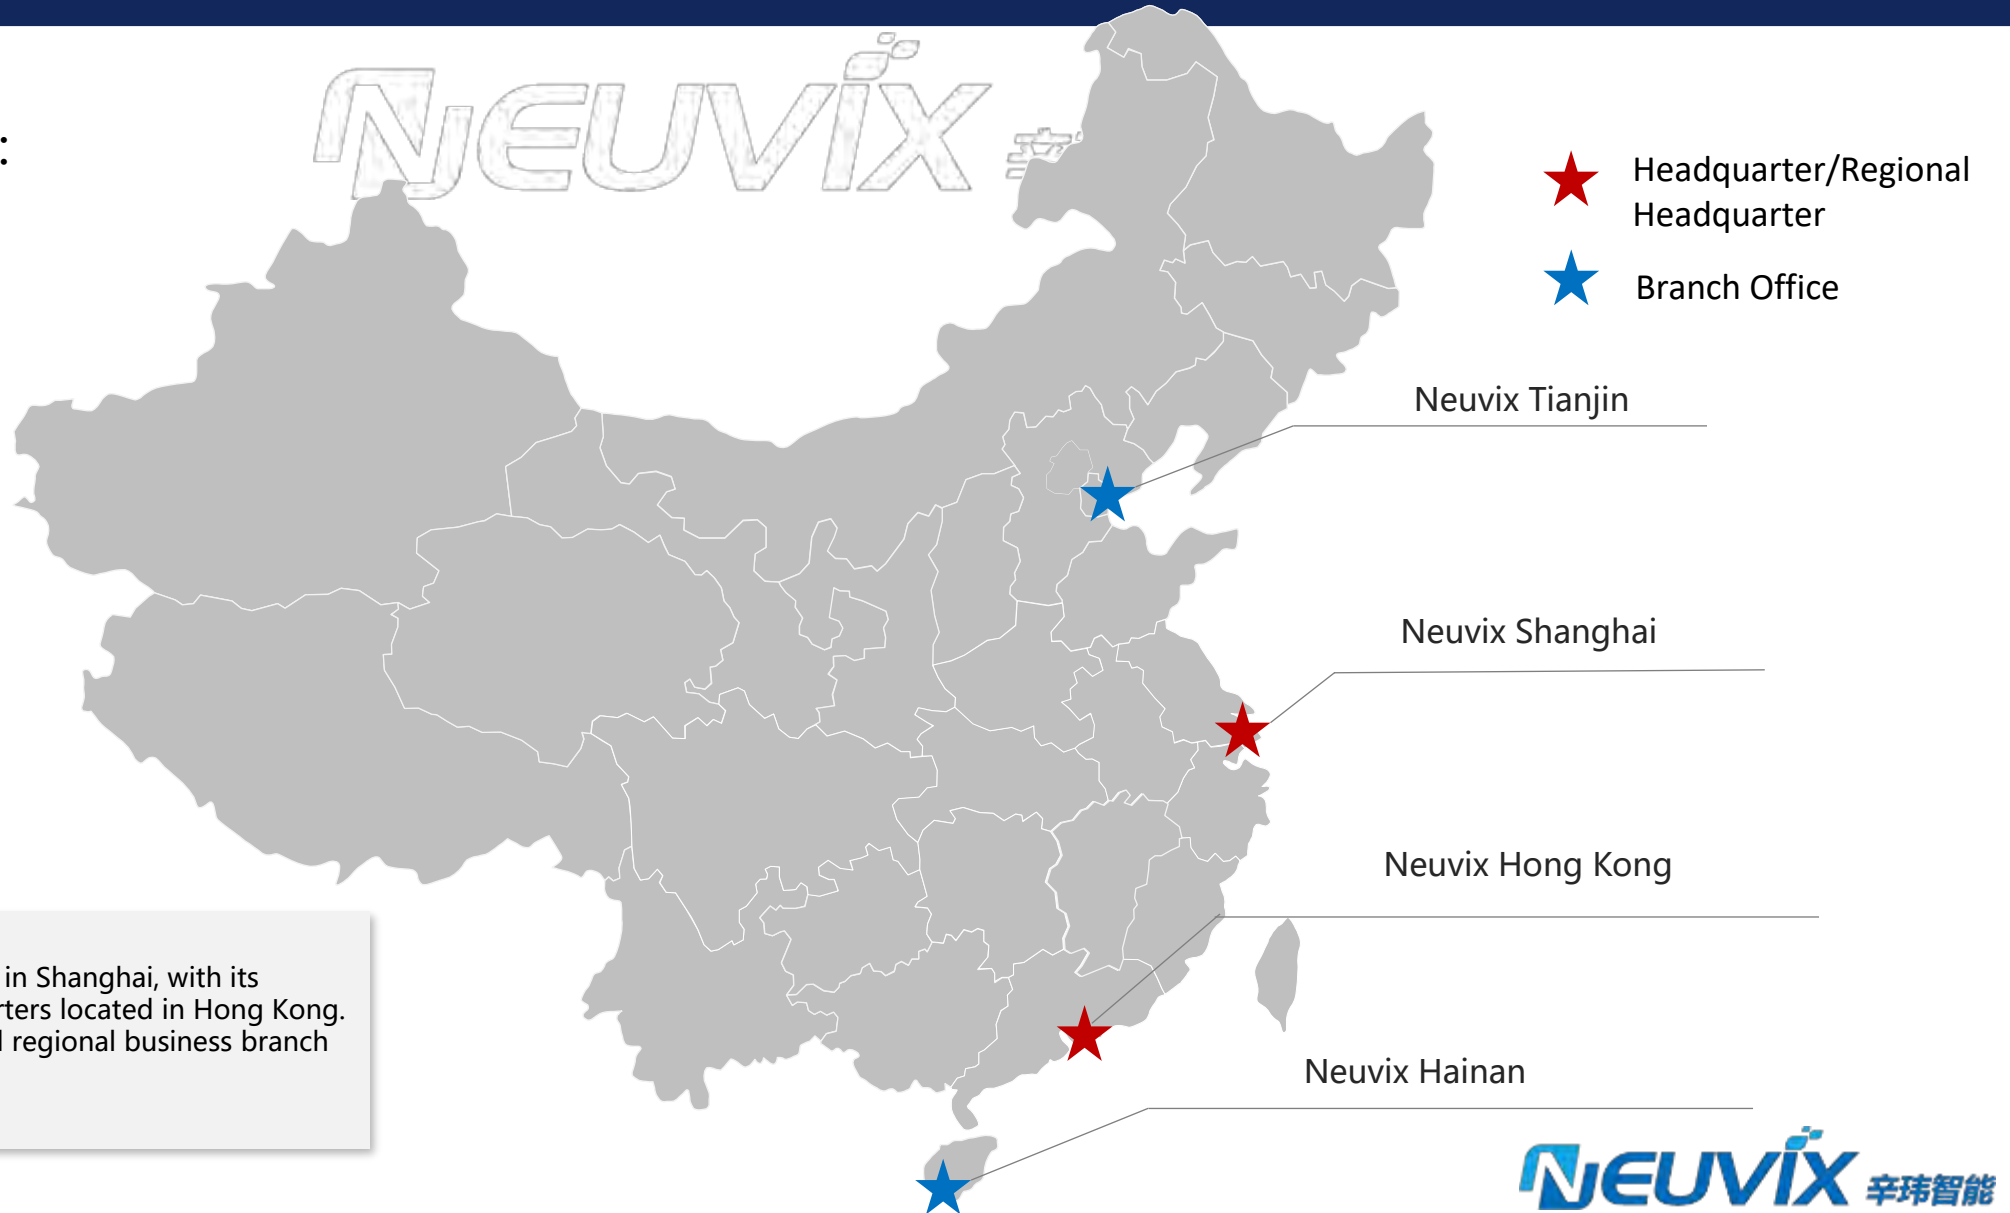 NEUVIX
:
Headquarter/Regional
Headquarter
Branch Office
Neuvix Tianjin
Neuvix Shanghai
Neuvix Hong Kong
in Shanghai, with its
rters located in Hong Kong.
regional business branch
Neuvix Hainan
NEUVIX 辛玮智能